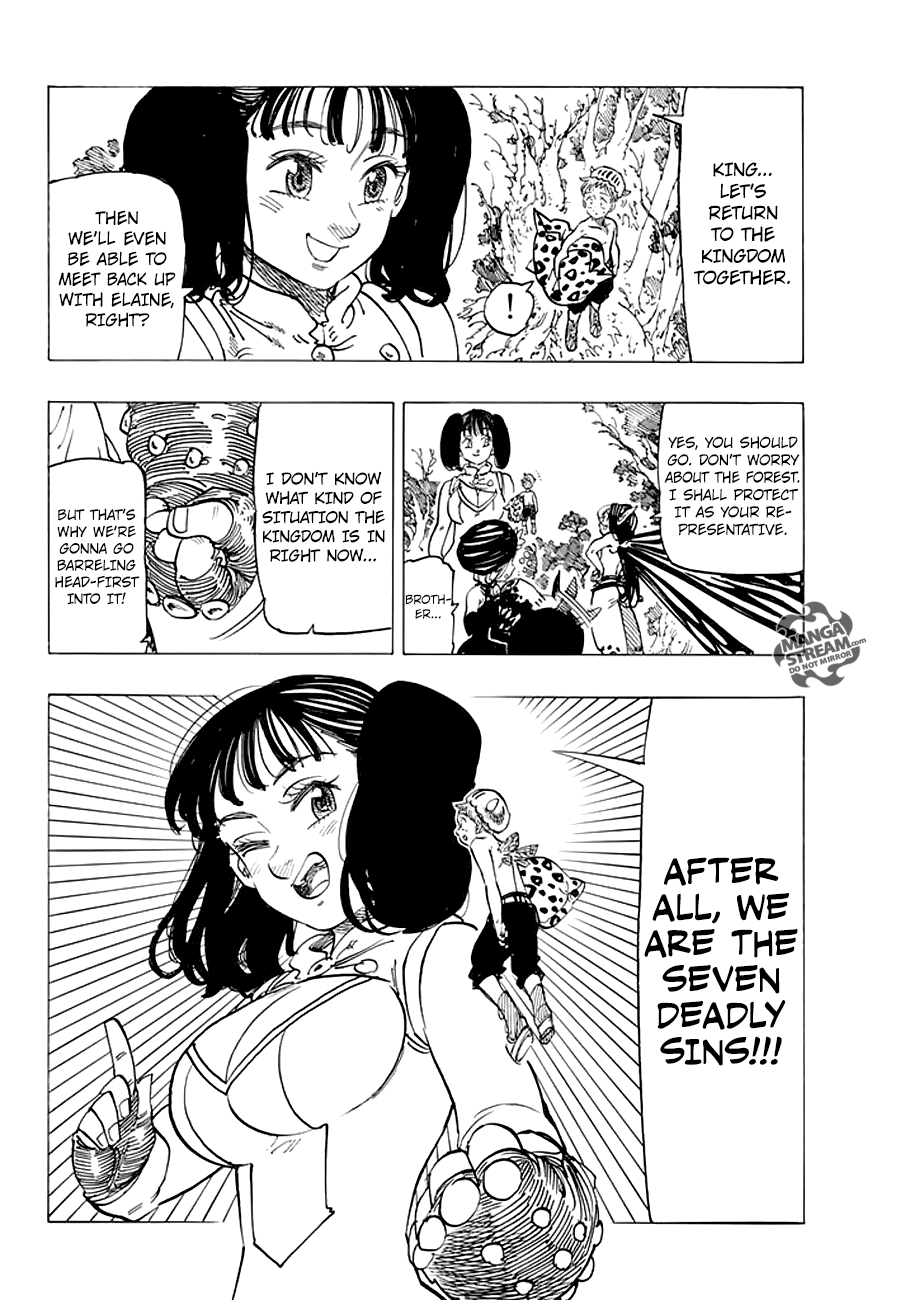 KING...
LET'S
RETURN
TO THE
KINGDOM
TOGETHER.
!
THEN
WE'LL EVEN
BE ABLE TO
MEET BACK UP
WITH ELAINE,
RIGHT?
YES, YOU SHOULD
GO. DON'T WORRY
ABOUT THE FOREST.
I SHALL PROTECT
IT AS YOUR RE-
PRESENTATIVE.
BROTH-
ER...
I DON'T KNOW
WHAT KIND OF
SITUATION THE
KINGDOM IS IN
RIGHT NOW...
BUT THAT'S
WHY WE'RE
GONNA GO
BARRELING
HEAD-FIRST
INTO IT!
MANGA
STREAM.com
DO NOT MIRROR
AFTER
ALL, WE
ARE THE
SEVEN
DEADLY
SINS!!!